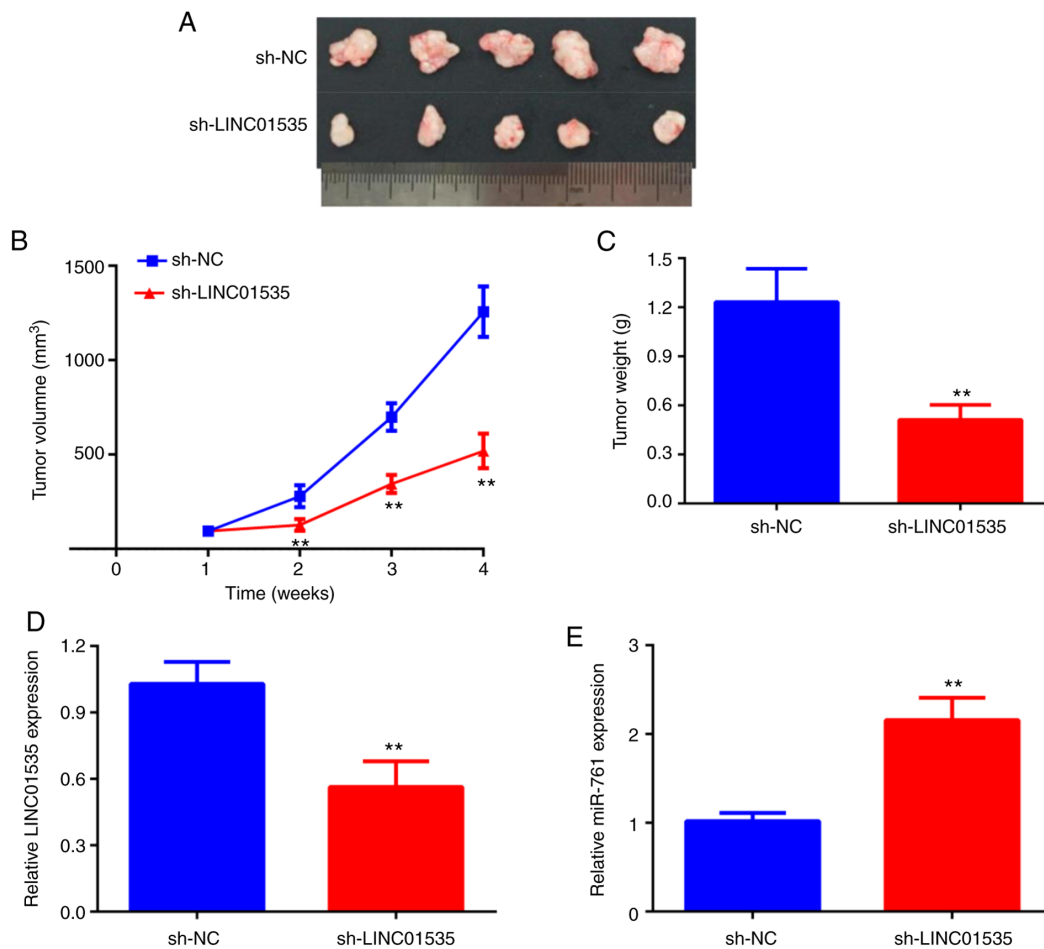 A
sh-NC
sh-LINC01535
B
sh-NC
sh-LINC01535
Tumor volumne (mm³)
1500
1000
500
0
1
2
3
4
**
**
**
Time (weeks)
C
Tumor weight (g)
1.5
1.2
0.9
0.6
0.3
0.0
**
sh-NC
sh-LINC01535
D
Relative LINC01535 expression
1.2
0.9
0.6
0.3
0.0
**
sh-NC
sh-LINC01535
E
Relative miR-761 expression
3
2
1
0
**
sh-NC
sh-LINC01535